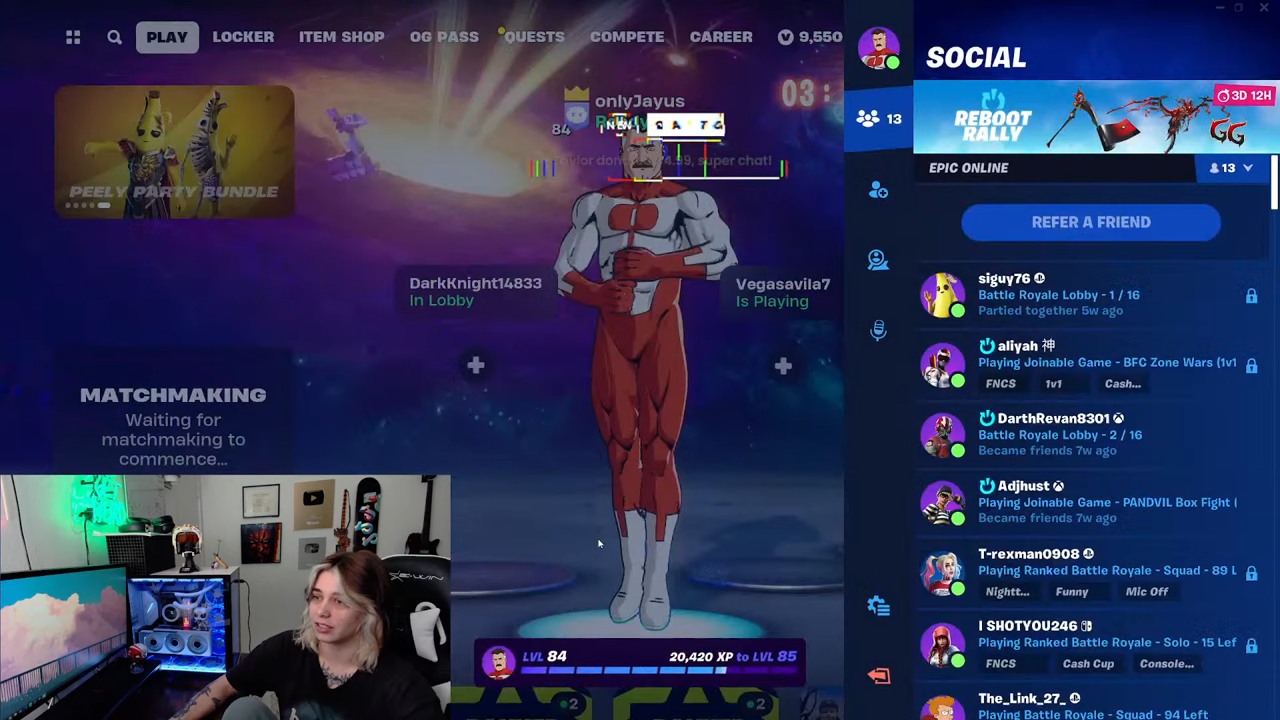 PLAY LOCKER ITEM SHOP OG PASS QUESTS COMPETE CAREER 9,550
PEELY PARTY BUNDLE
onlyJayus
84
03:
DarkKnight14833
In Lobby
Vegasavila7
Is Playing
MATCHMAKING
Waiting for
matchmaking to
commence...
LVL 84 20,420 XP to LVL 85
2 2
13
SOCIAL
REBOOT
RALLY
3D 12H
GG
EPIC ONLINE 13
REFER A FRIEND
siguy76
Battle Royale Lobby - 1 / 16
Partied together 5w ago
aliyah 神
Playing Joinable Game - BFC Zone Wars (1v1
FNCS 1v1 Cash...
DarthRevan8301
Battle Royale Lobby - 2 / 16
Became friends 7w ago
Adjhust
Playing Joinable Game - PANDVIL Box Fight (
Became friends 7w ago
T-rexman0908
Playing Ranked Battle Royale - Squad - 89 L
Nightt... Funny Mic Off
I SHOTYOU246
Playing Ranked Battle Royale - Solo - 15 Lef
FNCS Cash Cup Console...
The_Link_27_
Playing Battle Royale - Squad - 94 Left